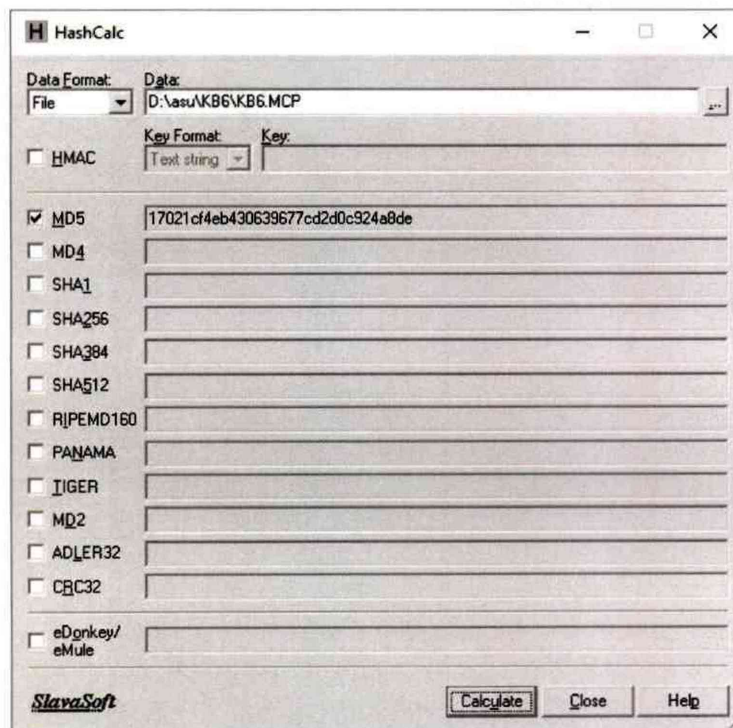 H HashCalc
Data Format: Data:
File D:\asu\KB6\KB6.MCP ...
Key Format: Key:
HMAC Text string
MD5 17021cf4eb430639677cd2d0c924a8de
MD4
SHA1
SHA256
SHA384
SHA512
RIPEMD160
PANAMA
TIGER
MD2
ADLER32
CRC32
eDonkey/
eMule
SlavaSoft Calculate Close Help